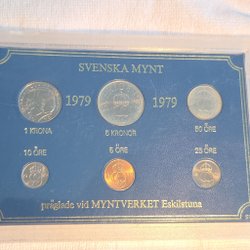 SVENSKA MYNT
1979 1979
1 KRONA 5 KRONOR 50 ÖRE
10 ÖRE 5 ÖRE 25 ÖRE
präglade vid MYNTVERKET Eskilstuna